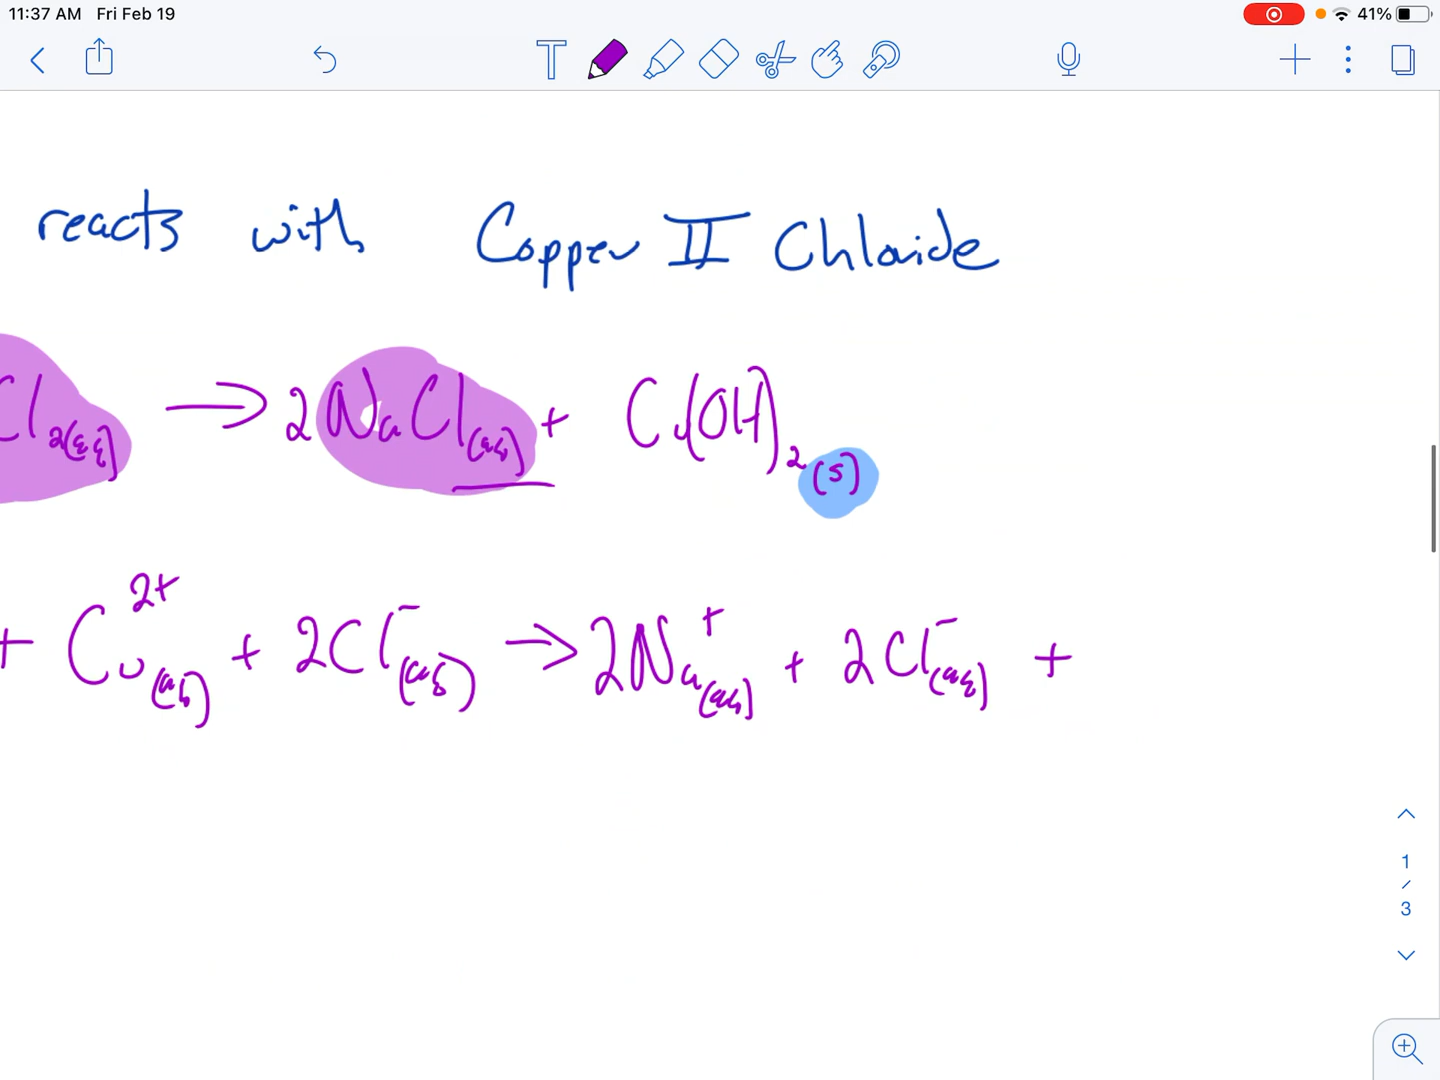 11:37 AM Fri Feb 19 41%
T
reacts with Copper II Chloride
Cl₂(aq) → 2NaCl(aq) + Cu(OH)₂(s)
+ Cu²⁺(aq) + 2Cl⁻(aq) → 2Na⁺(aq) + 2Cl⁻(aq) +
1
/
3